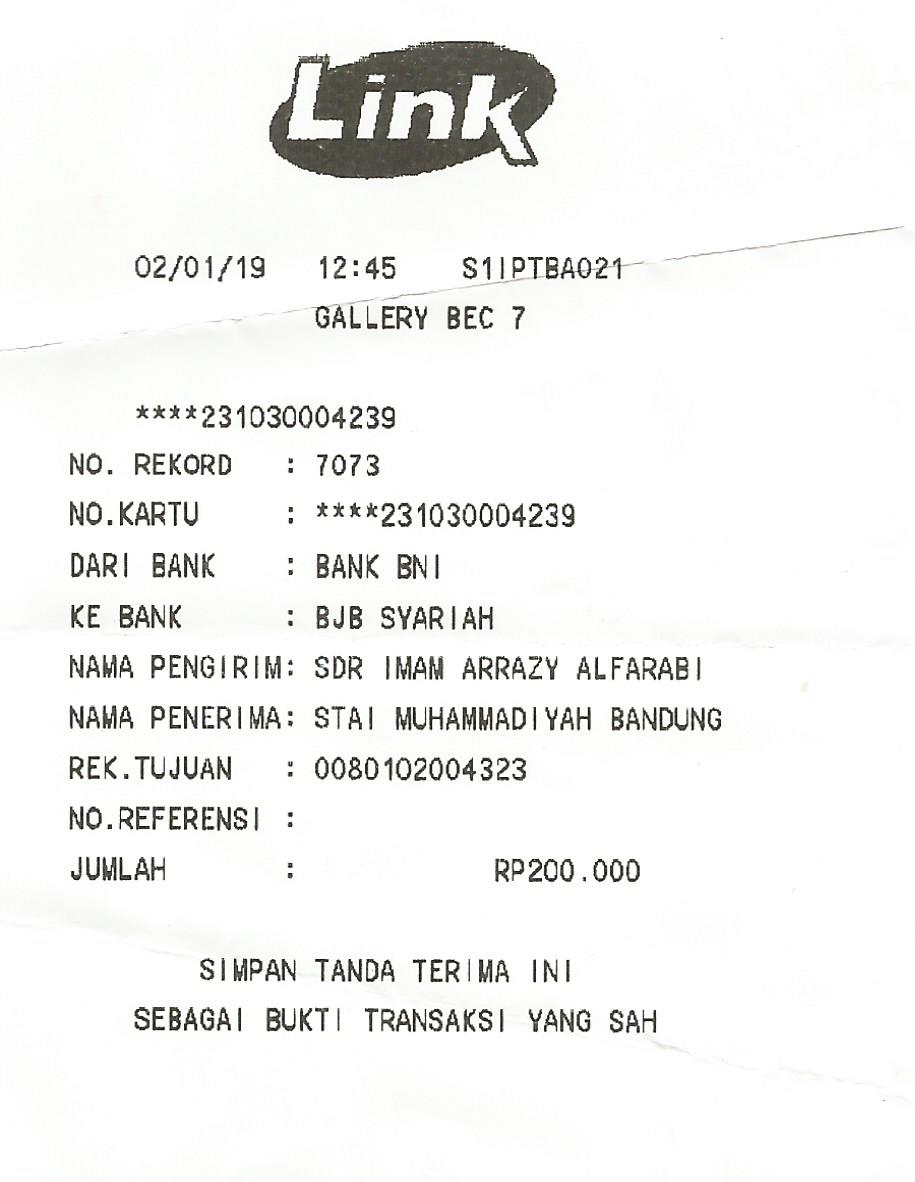 Link
02/01/19 12:45 S1IPTBA021
GALLERY BEC 7
****231030004239
NO. REKORD : 7073
NO.KARTU : ****231030004239
DARI BANK : BANK BNI
KE BANK : BJB SYARIAH
NAMA PENGIRIM: SDR IMAM ARRAZY ALFARABI
NAMA PENERIMA: STAI MUHAMMADIYAH BANDUNG
REK.TUJUAN : 0080102004323
NO.REFERENSI :
JUMLAH : RP200.000
SIMPAN TANDA TERIMA INI
SEBAGAI BUKTI TRANSAKSI YANG SAH